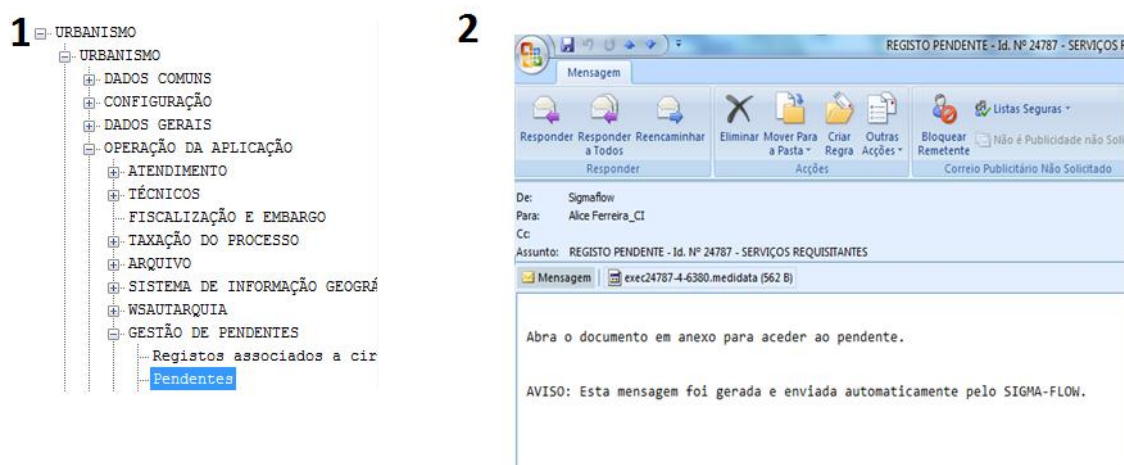 1
URBANISMO
URBANISMO
DADOS COMUNS
CONFIGURAÇÃO
DADOS GERAIS
OPERAÇÃO DA APLICAÇÃO
ATENDIMENTO
TÉCNICOS
FISCALIZAÇÃO E EMBARGO
TAXAÇÃO DO PROCESSO
ARQUIVO
SISTEMA DE INFORMAÇÃO GEOGRÁ
WSAUTARQUIA
GESTÃO DE PENDENTES
Registos associados a cir
Pendentes
2
REGISTO PENDENTE - Id. Nº 24787 - SERVIÇOS R
Mensagem
Responder Responder Reencaminhar Eliminar Mover Para Criar Outras Bloquear Listas Seguras
a Todos a Pasta Regra Acções Remetente Não é Publicidade não Soli
Responder Acções Correio Publicitário Não Solicitado
De: Sigmaflow
Para: Alice Ferreira_CI
Cc:
Assunto: REGISTO PENDENTE - Id. Nº 24787 - SERVIÇOS REQUISITANTES
Mensagem exec24787-4-6380.medidata (562 B)
Abra o documento em anexo para aceder ao pendente.
AVISO: Esta mensagem foi gerada e enviada automaticamente pelo SIGMA-FLOW.